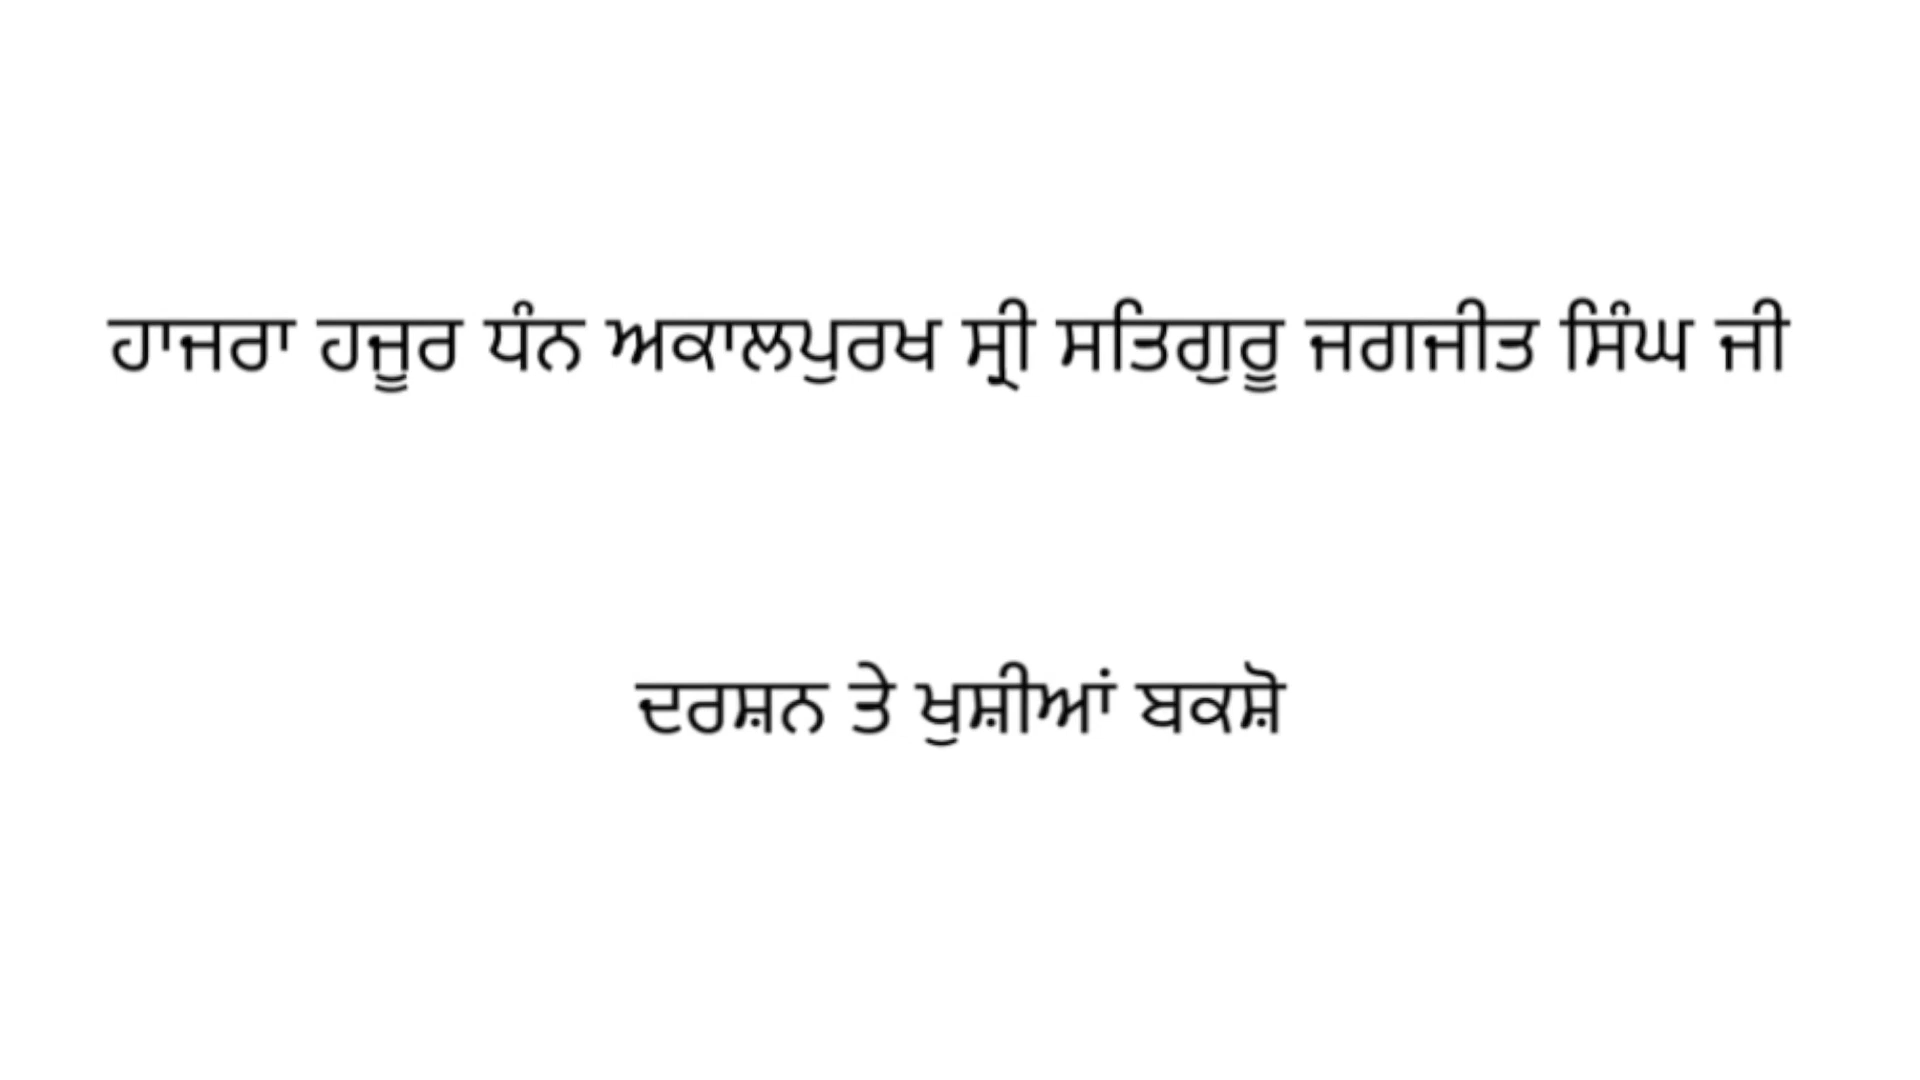 ਹਾਜਰਾ ਹਜੂਰ ਧੰਨ ਅਕਾਲਪੁਰਖ ਸ੍ਰੀ ਸਤਿਗੁਰੂ ਜਗਜੀਤ ਸਿੰਘ ਜੀ
ਦਰਸ਼ਨ ਤੇ ਖੁਸ਼ੀਆਂ ਬਕਸ਼ੋ